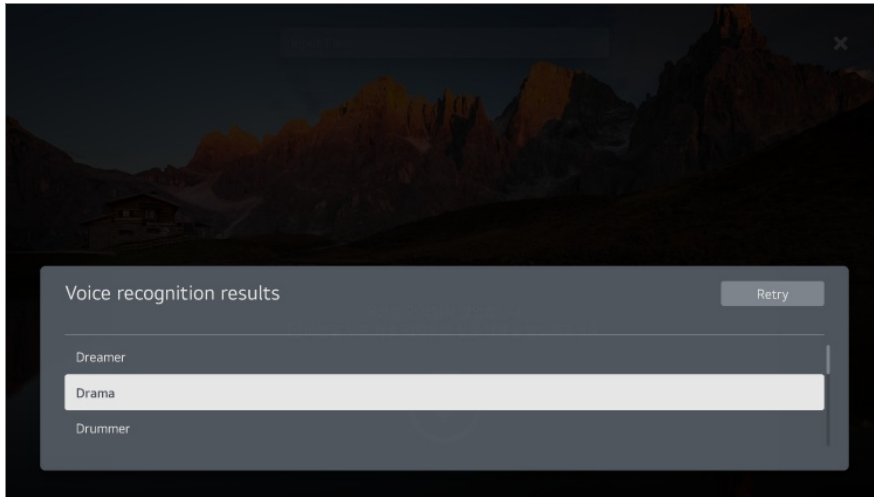 Voice recognition results
Retry
Dreamer
Drama
Drummer